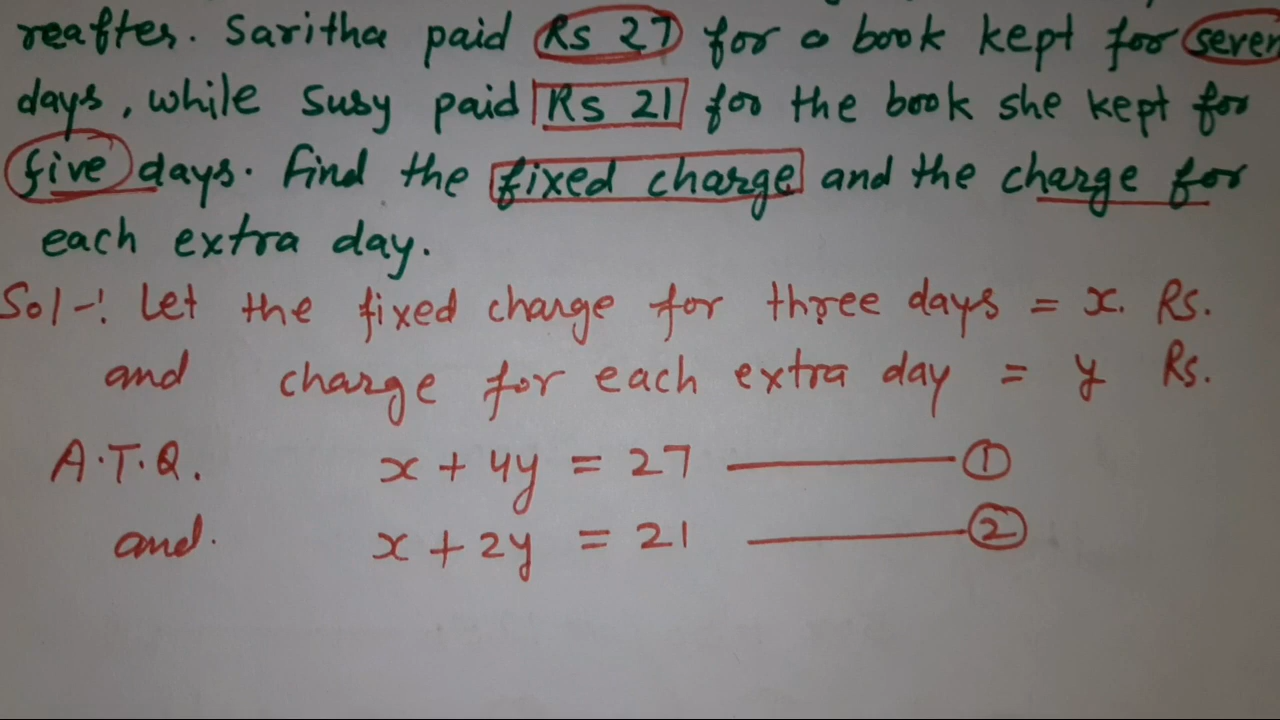 reafter. Saritha paid Rs 27 for a book kept for seven
days, while Susy paid Rs 21 for the book she kept for
five days. Find the fixed charge and the charge for
each extra day.
Sol-: Let the fixed charge for three days = x. Rs.
and charge for each extra day = y Rs.
A.T.Q. x + 4y = 27 ①
and. x + 2y = 21 ②